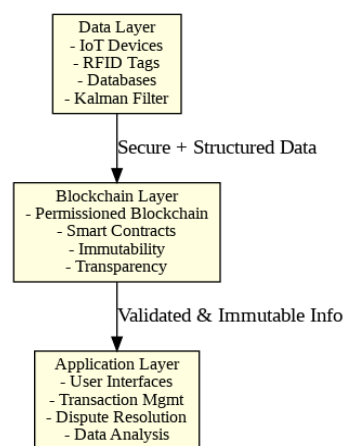 Data Layer
- IoT Devices
- RFID Tags
- Databases
- Kalman Filter
Secure + Structured Data
Blockchain Layer
- Permissioned Blockchain
- Smart Contracts
- Immutability
- Transparency
Validated & Immutable Info
Application Layer
- User Interfaces
- Transaction Mgmt
- Dispute Resolution
- Data Analysis